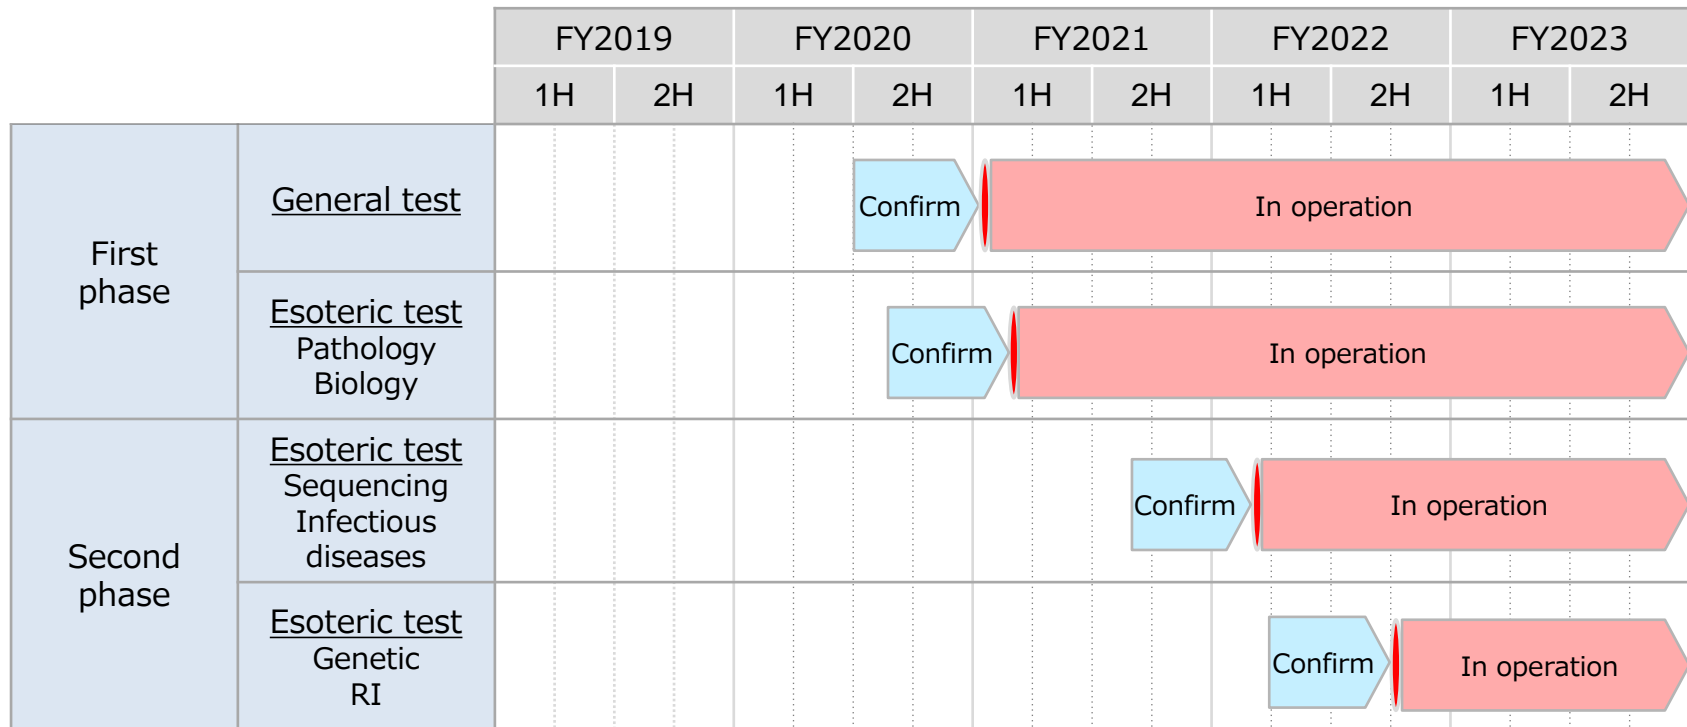 FY2019
FY2020
FY2021
FY2022
FY2023
1H
2H
1H
2H
1H
2H
1H
2H
1H
2H
First
phase
General test
Confirm
In operation
Esoteric test
Pathology
Biology
Confirm
In operation
Second
phase
Esoteric test
Sequencing
Infectious
diseases
Confirm
In operation
Esoteric test
Genetic
RI
Confirm
In operation